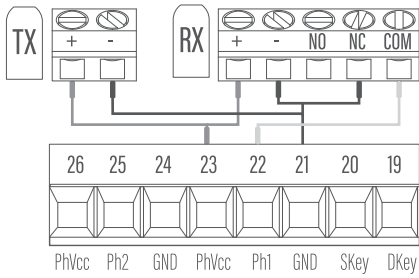 TX + - RX + - NO NC COM
26 25 24 23 22 21 20 19
PhVcc Ph2 GND PhVcc Ph1 GND SKey DKey